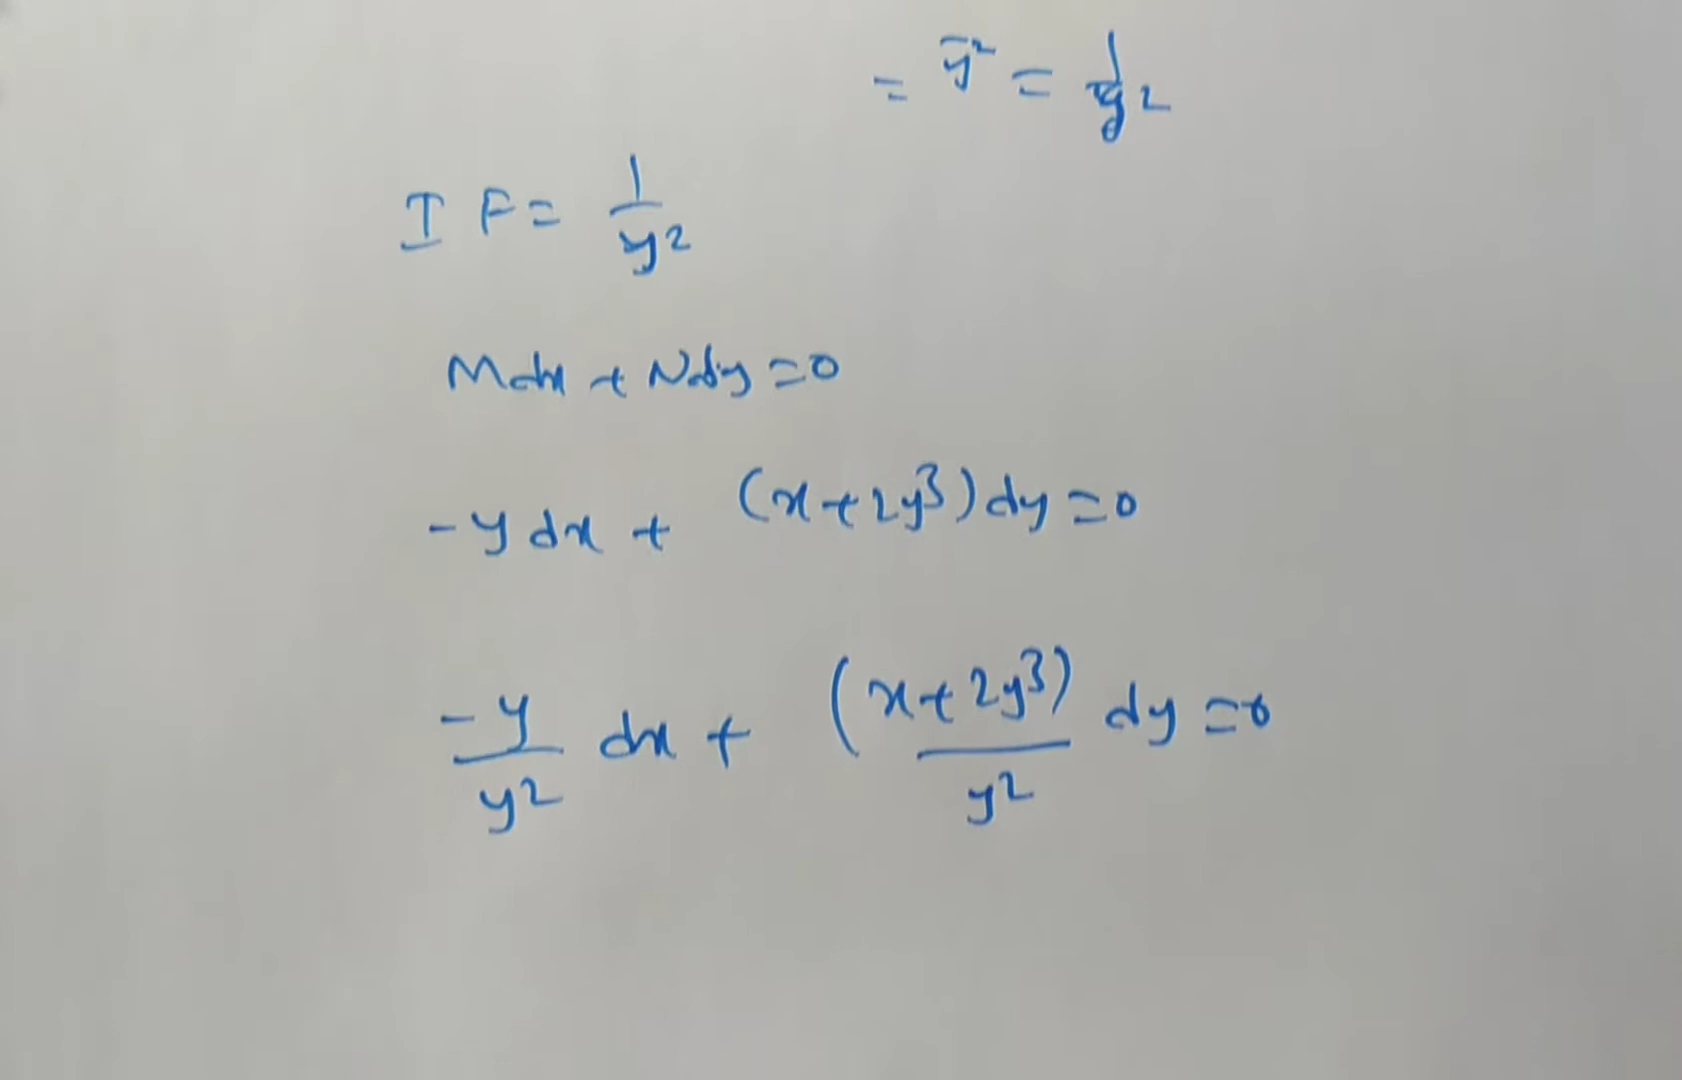 = y⁻² = 1/y²
I F = 1/y²
Mdx + Ndy = 0
-y dx + (x+2y³) dy = 0
-y/y² dx + (x+2y³)/y² dy = 0